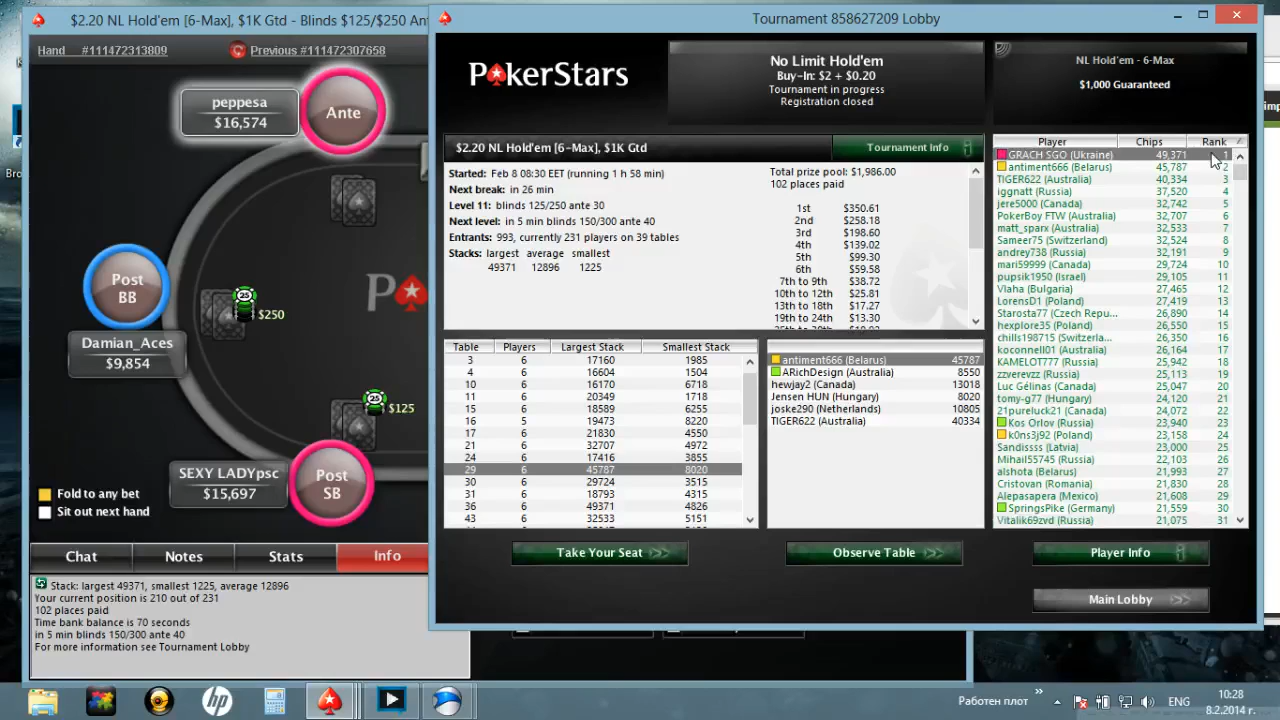 $2.20 NL Hold'em [6-Max], $1K Gtd - Blinds $125/$250 Ant
Hand #111472313809
Previous #111472307658
peppesa
$16,574
Ante
Post
BB
Damian_Aces
$9,854
$250
$125
SEXY LADYpsc
$15,697
Post
SB
Fold to any bet
Sit out next hand
Chat
Notes
Stats
Info
Stack: largest 49371, smallest 1225, average 12896
Your current position is 210 out of 231
102 places paid
Time bank balance is 70 seconds
in 5 min blinds 150/300 ante 40
For more information see Tournament Lobby
Tournament 858627209 Lobby
PokerStars
No Limit Hold'em
Buy-In: $2 + $0.20
Tournament in progress
Registration closed
NL Hold'em - 6-Max
$1,000 Guaranteed
$2.20 NL Hold'em [6-Max], $1K Gtd
Tournament Info
Started: Feb 8 08:30 EET (running 1 h 58 min)
Next break: in 26 min
Level 11: blinds 125/250 ante 30
Next level: in 5 min blinds 150/300 ante 40
Entrants: 993, currently 231 players on 39 tables
Stacks: largest average smallest
49371 12896 1225
Total prize pool: $1,986.00
102 places paid
1st $350.61
2nd $258.18
3rd $198.60
4th $139.02
5th $99.30
6th $59.58
7th to 9th $38.72
10th to 12th $25.81
13th to 18th $17.27
19th to 24th $13.30
Table Players Largest Stack Smallest Stack
3 6 17160 1985
4 6 16604 1504
10 6 16170 6718
11 6 20349 1718
15 6 18589 6255
16 5 19473 8220
17 6 21830 4550
21 6 32707 4972
24 6 17416 3855
29 6 45787 8020
30 6 29724 3515
31 6 18793 4315
36 6 49371 4826
43 6 32533 5151
antiment666 (Belarus) 45787
ARichDesign (Australia) 8550
hewjay2 (Canada) 13018
Jensen HUN (Hungary) 8020
joske290 (Netherlands) 10805
TIGER622 (Australia) 40334
Player Chips Rank
GRACH SGO (Ukraine) 49,371 1
antiment666 (Belarus) 45,787 2
TIGER622 (Australia) 40,334 3
iggnatt (Russia) 37,520 4
jere5000 (Canada) 32,742 5
PokerBoy FTW (Australia) 32,707 6
matt_sparx (Australia) 32,533 7
Sameer75 (Switzerland) 32,524 8
andrey738 (Russia) 32,191 9
mari59999 (Canada) 29,724 10
pupsik1950 (Israel) 29,105 11
Vlaha (Bulgaria) 27,465 12
LorensD1 (Poland) 27,419 13
Starosta77 (Czech Repu... 26,890 14
hexplore35 (Poland) 26,550 15
chills198715 (Switzerla... 26,350 16
koconnell01 (Australia) 26,164 17
KAMELOT777 (Russia) 25,942 18
zzverevzz (Russia) 25,113 19
Luc Gélinas (Canada) 25,047 20
tomy-g77 (Hungary) 24,120 21
21pureluck21 (Canada) 24,072 22
Kos Orlov (Russia) 23,940 23
k0ns3j92 (Poland) 23,158 24
Sandissss (Latvia) 23,000 25
Mihail55745 (Russia) 22,103 26
alshota (Belarus) 21,993 27
Cristovan (Romania) 21,830 28
Alepasapera (Mexico) 21,608 29
SpringsPike (Germany) 21,559 30
Vitalik69zvd (Russia) 21,075 31
Take Your Seat >>
Observe Table >>
Player Info
Main Lobby >>
Работен плот
ENG
10:28
8.2.2014 г.